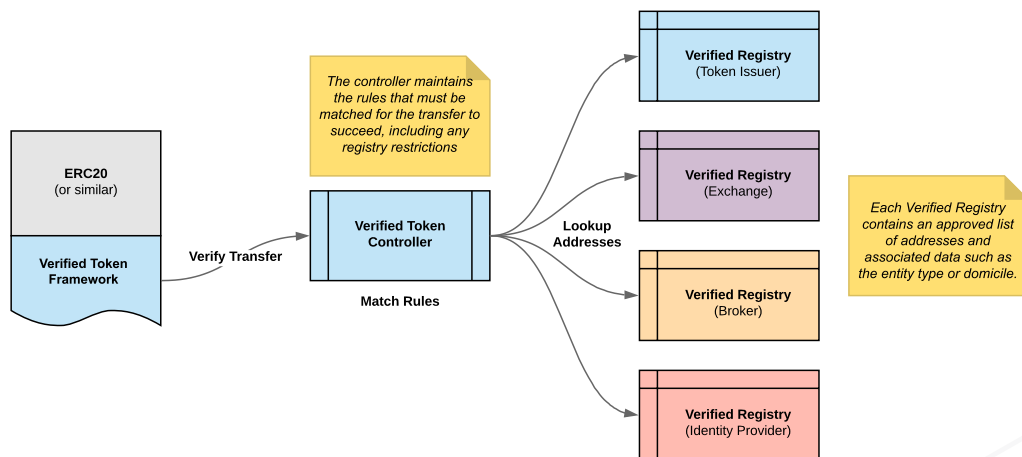 ERC20
(or similar)
Verified Token
Framework
Verify Transfer
The controller maintains
the rules that must be
matched for the transfer to
succeed, including any
registry restrictions
Verified Token
Controller
Match Rules
Lookup
Addresses
Verified Registry
(Token Issuer)
Verified Registry
(Exchange)
Verified Registry
(Broker)
Verified Registry
(Identity Provider)
Each Verified Registry
contains an approved list
of addresses and
associated data such as
the entity type or domicile.